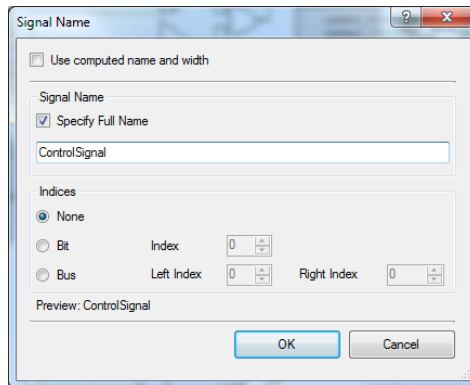 Signal Name
Use computed name and width
Signal Name
Specify Full Name
ControlSignal
Indices
None
Bit Index 0
Bus Left Index 0 Right Index 0
Preview: ControlSignal
OK Cancel